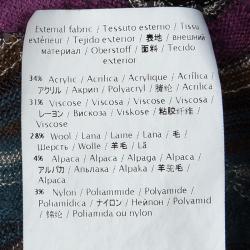 External fabric / Tessuto esterno / Tissu
extérieur / Tejido exterior / 表地 / внешний
материал / Oberstoff / 面料 / Tecido
exterior
34% Acrylic / Acrilica / Acrylique / Acrílica /
アクリル / Акрил / Polyacryl / 腈纶 / Acrílico
31% Viscose / Viscosa / Viscose / Viscosa /
レーヨン / Вискоза / Viskose / 粘胶纤维 /
Viscose
28% Wool / Lana / Laine / Lana / 毛 /
Шерсть / Wolle / 羊毛 / Lã
4% Alpaca / Alpaca / Alpaga / Alpaca /
アルパカ / Альпака / Alpaka / 羊驼毛 /
Alpaca
3% Nylon / Poliammide / Polyamide /
Poliamídica / ナイロン / Нейлон / Polyamid
/ 锦纶 / Poliamida ou nylon